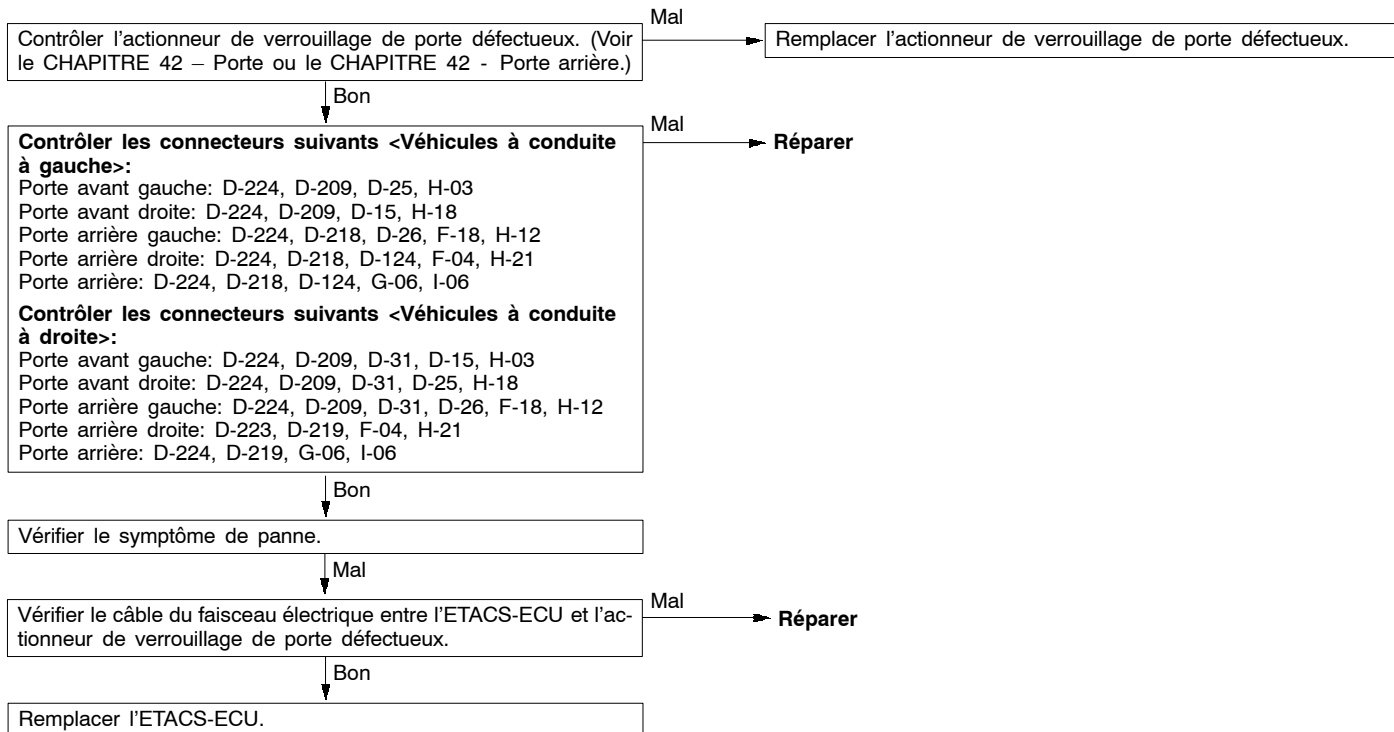 Contrôler l'actionneur de verrouillage de porte défectueux. (Voir
le CHAPITRE 42 – Porte ou le CHAPITRE 42 - Porte arrière.)
Mal
Remplacer l'actionneur de verrouillage de porte défectueux.
Bon
Contrôler les connecteurs suivants <Véhicules à conduite
à gauche>:
Porte avant gauche: D-224, D-209, D-25, H-03
Porte avant droite: D-224, D-209, D-15, H-18
Porte arrière gauche: D-224, D-218, D-26, F-18, H-12
Porte arrière droite: D-224, D-218, D-124, F-04, H-21
Porte arrière: D-224, D-218, D-124, G-06, I-06
Contrôler les connecteurs suivants <Véhicules à conduite
à droite>:
Porte avant gauche: D-224, D-209, D-31, D-15, H-03
Porte avant droite: D-224, D-209, D-31, D-25, H-18
Porte arrière gauche: D-224, D-209, D-31, D-26, F-18, H-12
Porte arrière droite: D-223, D-219, F-04, H-21
Porte arrière: D-224, D-219, G-06, I-06
Mal
Réparer
Bon
Vérifier le symptôme de panne.
Mal
Vérifier le câble du faisceau électrique entre l'ETACS-ECU et l'ac-
tionneur de verrouillage de porte défectueux.
Mal
Réparer
Bon
Remplacer l'ETACS-ECU.